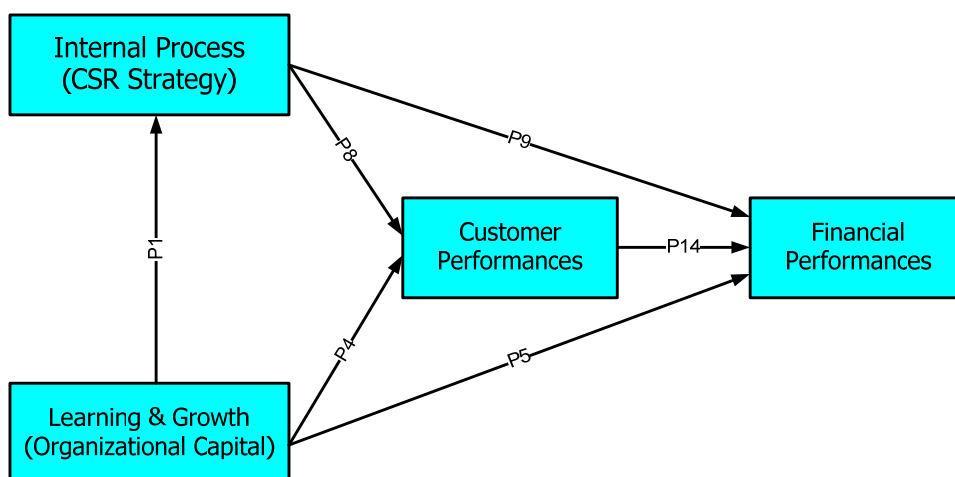 Internal Process
(CSR Strategy)
P9
P8
P1
Customer
Performances
P14
Financial
Performances
P4
P5
Learning & Growth
(Organizational Capital)